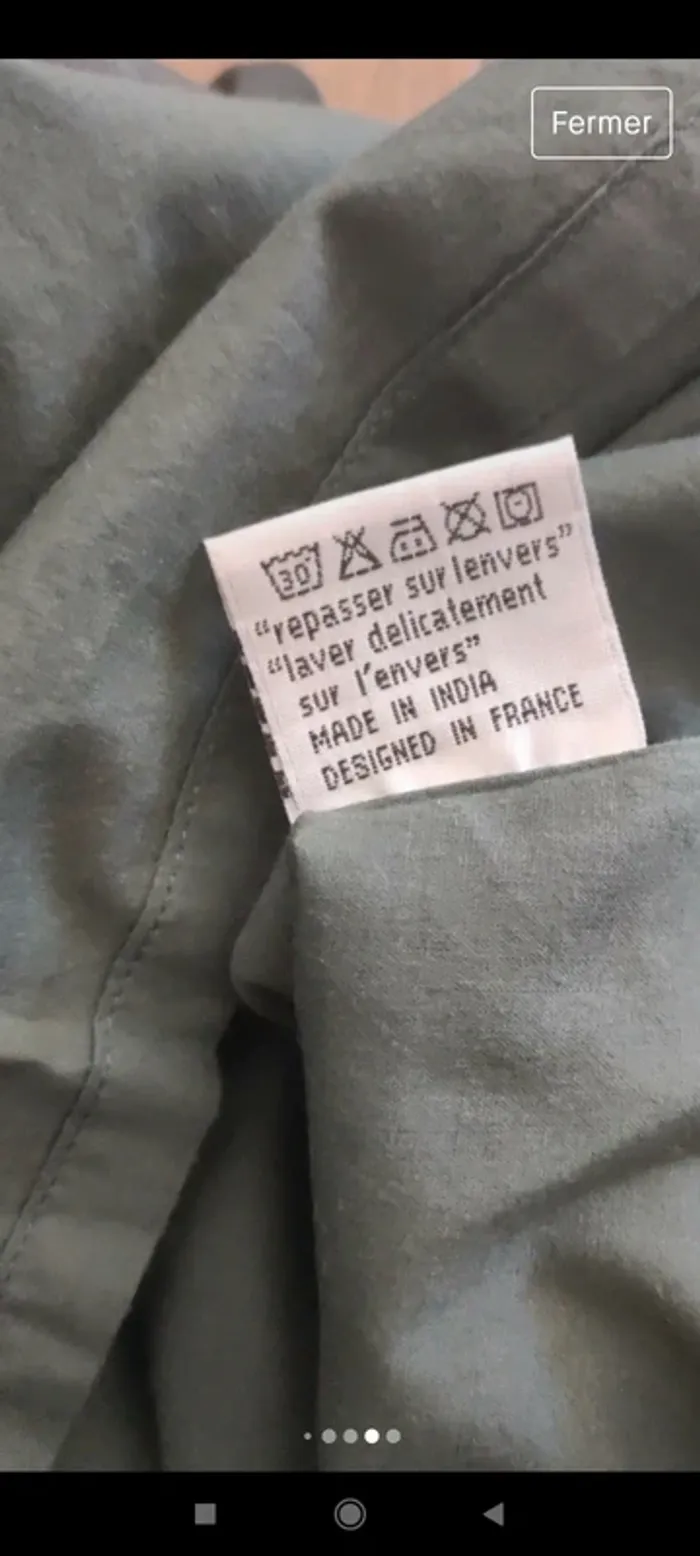 Fermer
30°
“repasser sur lenvers”
“laver delicatement
sur l'envers”
MADE IN INDIA
DESIGNED IN FRANCE